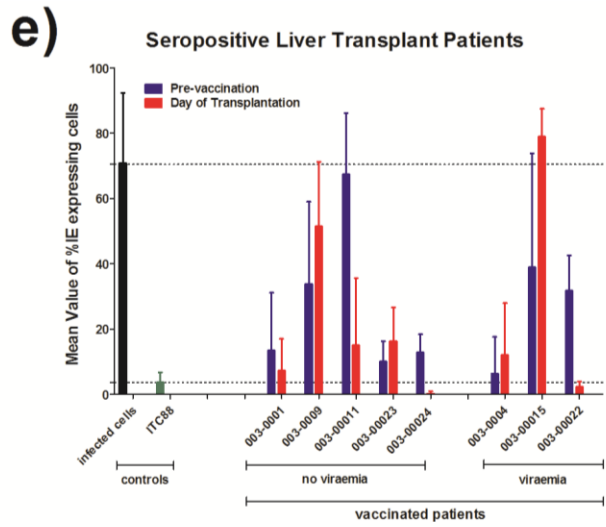 e)
Seropositive Liver Transplant Patients
Pre-vaccination
Day of Transplantation
Mean Value of %IE expressing cells
100
80
60
40
20
0
infected cells
ITC88
003-0001
003-0009
003-00011
003-00023
003-00024
003-0004
003-00015
003-00022
controls
no viraemia
viraemia
vaccinated patients